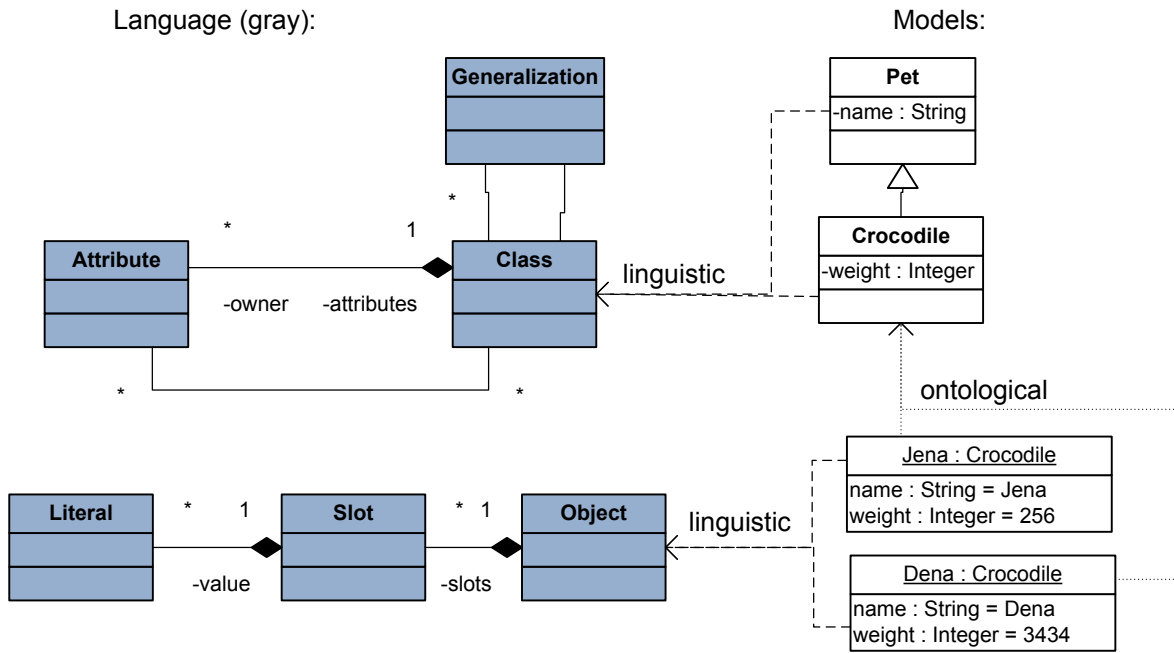 Language (gray):
Models:
Generalization
Pet
-name : String
*
*
1
Attribute
Class
Crocodile
-weight : Integer
linguistic
-owner
-attributes
*
*
ontological
Jena : Crocodile
name : String = Jena
weight : Integer = 256
Literal
*
1
Slot
*
1
Object
linguistic
-value
-slots
Dena : Crocodile
name : String = Dena
weight : Integer = 3434